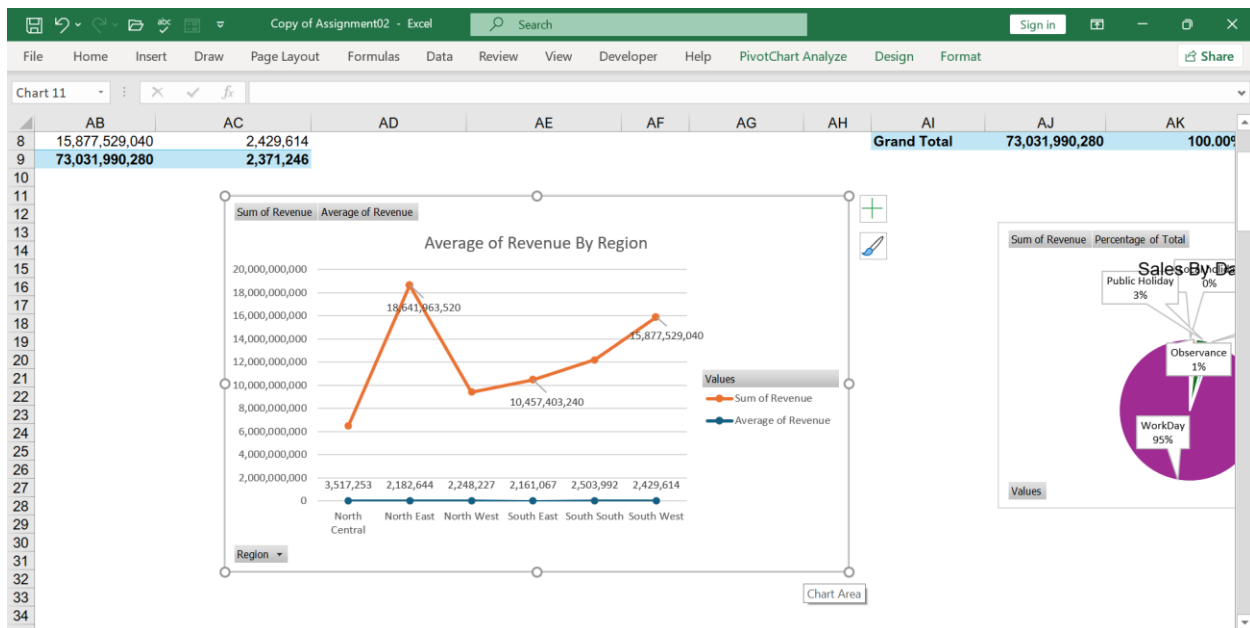 Copy of Assignment02 - Excel
Search
Sign in
File Home Insert Draw Page Layout Formulas Data Review View Developer Help PivotChart Analyze Design Format Share
Chart 11 fx
AB AC AD AE AF AG AH AI AJ AK
8 15,877,529,040 2,429,614 Grand Total 73,031,990,280 100.00%
9 73,031,990,280 2,371,246
10
11
12
13
14
15
16
17
18
19
20
21
22
23
24
25
26
27
28
29
30
31
32
33
34
Sum of Revenue Average of Revenue
Average of Revenue By Region
20,000,000,000
18,000,000,000
16,000,000,000
14,000,000,000
12,000,000,000
10,000,000,000
8,000,000,000
6,000,000,000
4,000,000,000
2,000,000,000
0
18,641,963,520
15,877,529,040
10,457,403,240
3,517,253 2,182,644 2,248,227 2,161,067 2,503,992 2,429,614
North Central North East North West South East South South South West
Values
Sum of Revenue
Average of Revenue
Region
Chart Area
Sum of Revenue Percentage of Total
Sales By Da
0%
Public Holiday
3%
Observance
1%
WorkDay
95%
Values